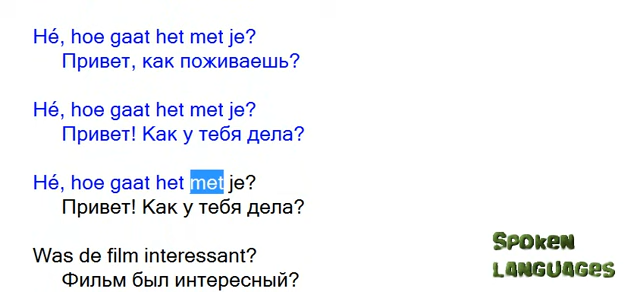 Hé, hoe gaat het met je?
Привет, как поживаешь?
Hé, hoe gaat het met je?
Привет! Как у тебя дела?
Hé, hoe gaat het met je?
Привет! Как у тебя дела?
Was de film interessant?
Фильм был интересный?
Spoken
Languages